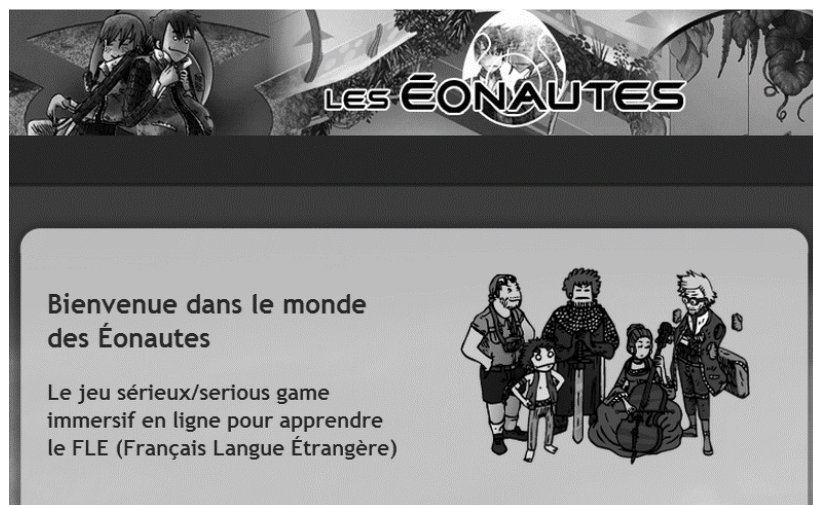 LES ÉONAUTES
Bienvenue dans le monde
des Éonautes
Le jeu sérieux/serious game
immersif en ligne pour apprendre
le FLE (Français Langue Étrangère)